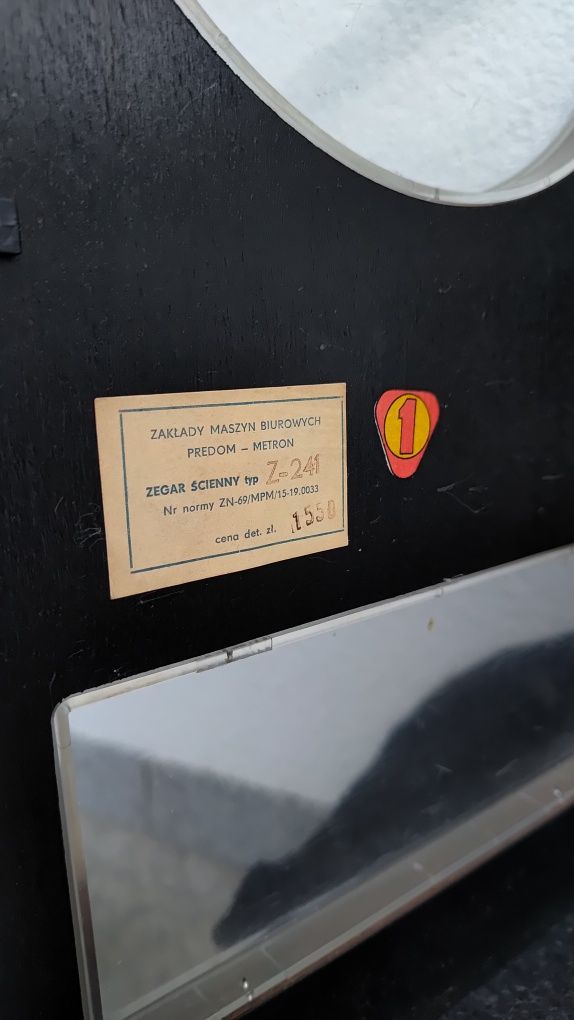 ZAKŁADY MASZYN BIUROWYCH
PREDOM – METRON
ZEGAR ŚCIENNY typ Z-241
Nr normy ZN-69/MPM/15-19.0033
cena det. zł. 1550
1